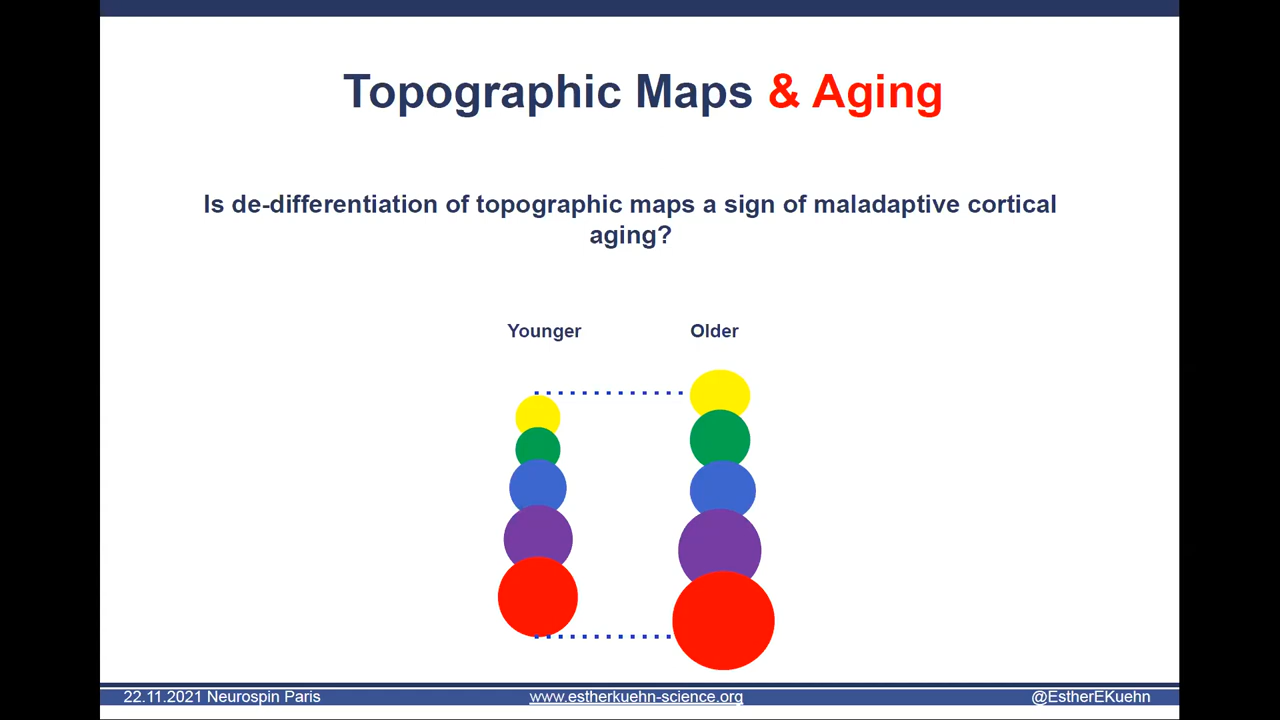 Topographic Maps & Aging
Is de-differentiation of topographic maps a sign of maladaptive cortical
aging?
Younger
Older
22.11.2021 Neurospin Paris
www.estherkuehn-science.org
@EstherEKuehn